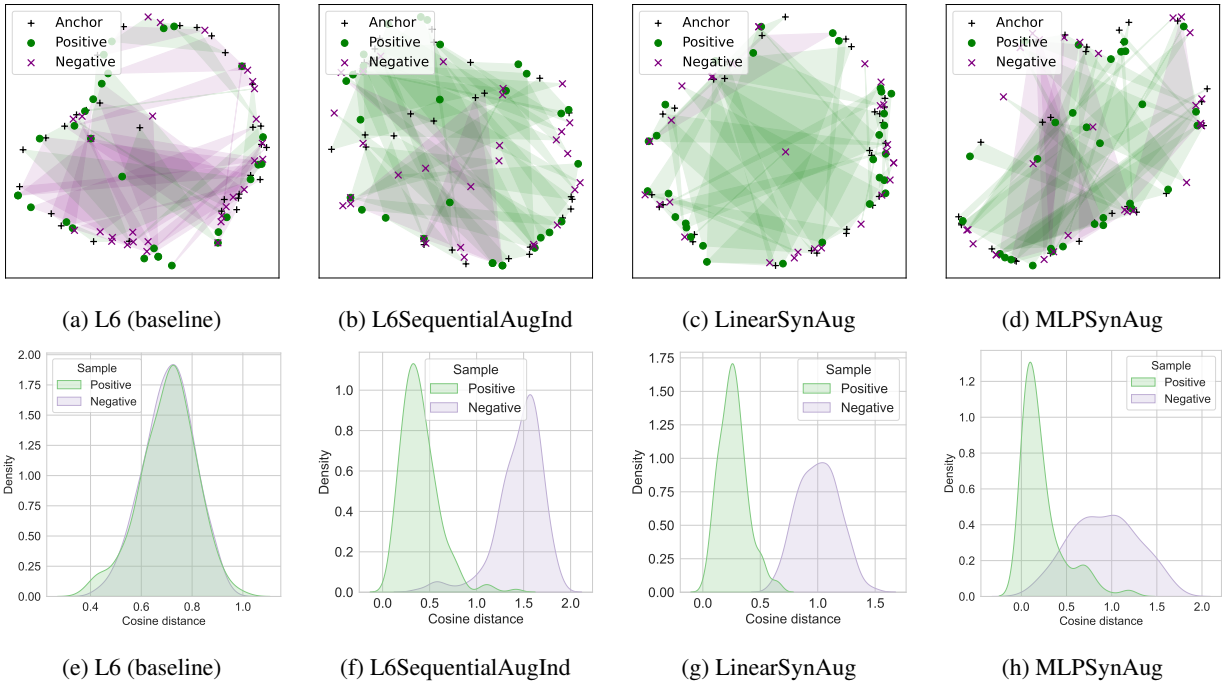 Anchor
Positive
Negative
Anchor
Positive
Negative
Anchor
Positive
Negative
Anchor
Positive
Negative
(a) L6 (baseline)
(b) L6SequentialAugInd
(c) LinearSynAug
(d) MLPSynAug
Density
2.00
1.75
1.50
1.25
1.00
0.75
0.50
0.25
0.00
Sample
Positive
Negative
0.4 0.6 0.8 1.0
Cosine distance
Density
1.0
0.8
0.6
0.4
0.2
0.0
Sample
Positive
Negative
0.0 0.5 1.0 1.5 2.0
Cosine distance
Density
1.75
1.50
1.25
1.00
0.75
0.50
0.25
0.00
Sample
Positive
Negative
0.0 0.5 1.0 1.5
Cosine distance
Density
1.2
1.0
0.8
0.6
0.4
0.2
0.0
Sample
Positive
Negative
0.0 0.5 1.0 1.5 2.0
Cosine distance
(e) L6 (baseline)
(f) L6SequentialAugInd
(g) LinearSynAug
(h) MLPSynAug